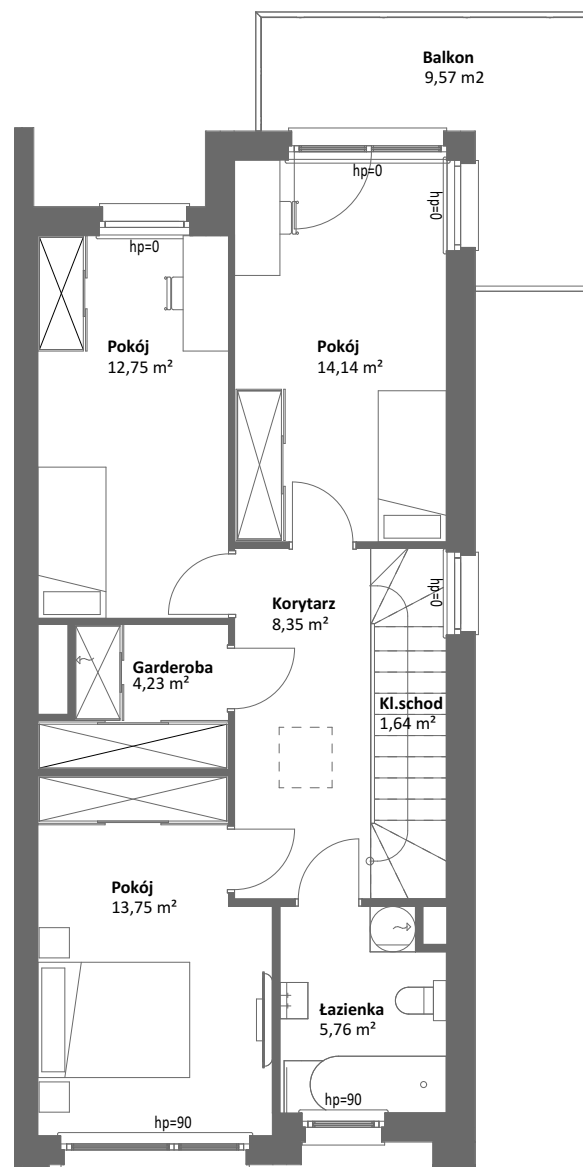 Balkon
9,57 m2
hp=0
hp=0
hp=0
Pokój
12,75 m²
Pokój
14,14 m²
hp=0
Korytarz
8,35 m²
Garderoba
4,23 m²
Kl.schod
1,64 m²
Pokój
13,75 m²
Łazienka
5,76 m²
hp=90
hp=90